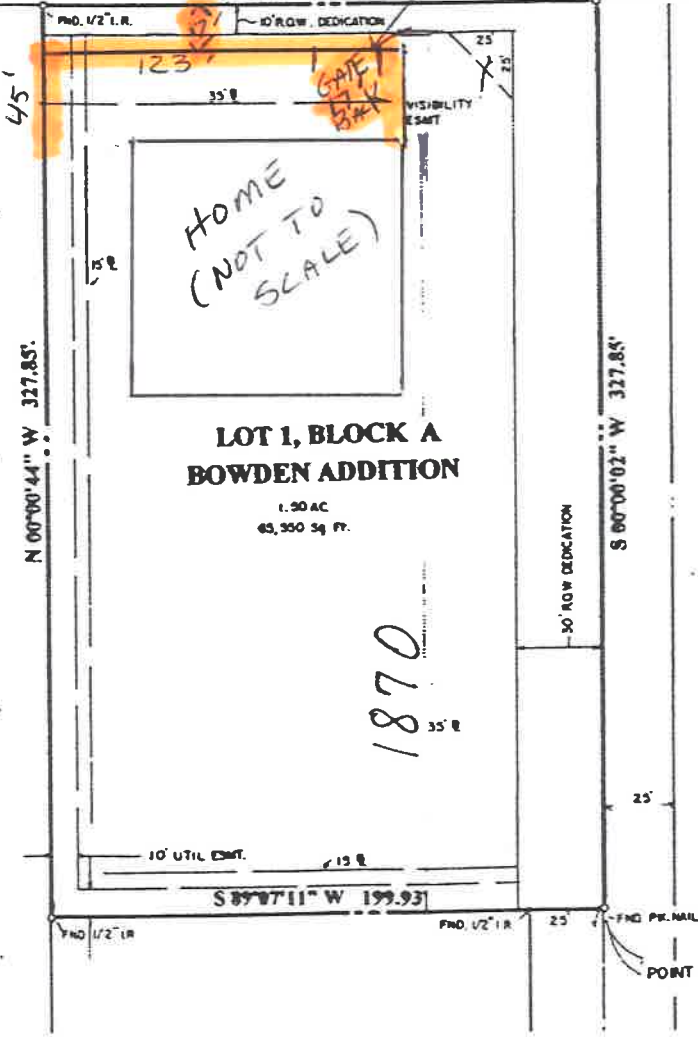 FND. 1/2" I.R.
12'
10' R.O.W. DEDICATION
123'
25'
25'
45'
35' ℄
GATE
BACK
VISIBILITY
ESMT
HOME
(NOT TO
SCALE)
15' ℄
N 00°00'44" W 327.85'
S 00°00'02" W 327.85'
LOT 1, BLOCK A
BOWDEN ADDITION
1.50 AC
65,350 Sq. FT.
30' ROW DEDICATION
1870
35' ℄
25'
10' UTIL ESMT.
15 ℄
S 89°07'11" W 199.93'
FND 1/2" I.R
FND. 1/2" I.R
25'
FND PK. NAIL
POINT